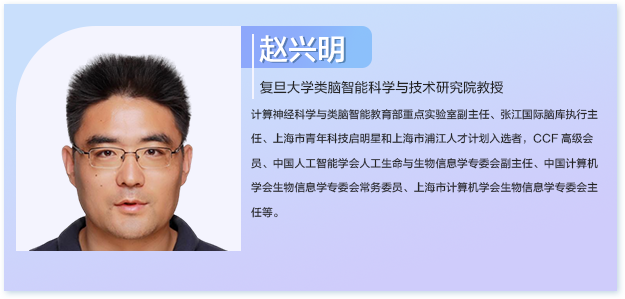 赵兴明
复旦大学类脑智能科学与技术研究院教授
计算神经科学与类脑智能教育部重点实验室副主任、张江国际脑库执行主
任、上海市青年科技启明星和上海市浦江人才计划入选者，CCF 高级会
员、中国人工智能学会人工生命与生物信息学专委会副主任、中国计算机
学会生物信息学专委会常务委员、上海市计算机学会生物信息学专委会主
任等。